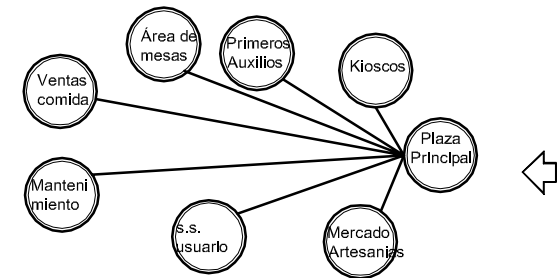 Área de
mesas
Primeros
Auxilios
Kioscos
Ventas
comida
Plaza
Principal
Manteni
miento
s.s.
usuario
Mercado
Artesanias